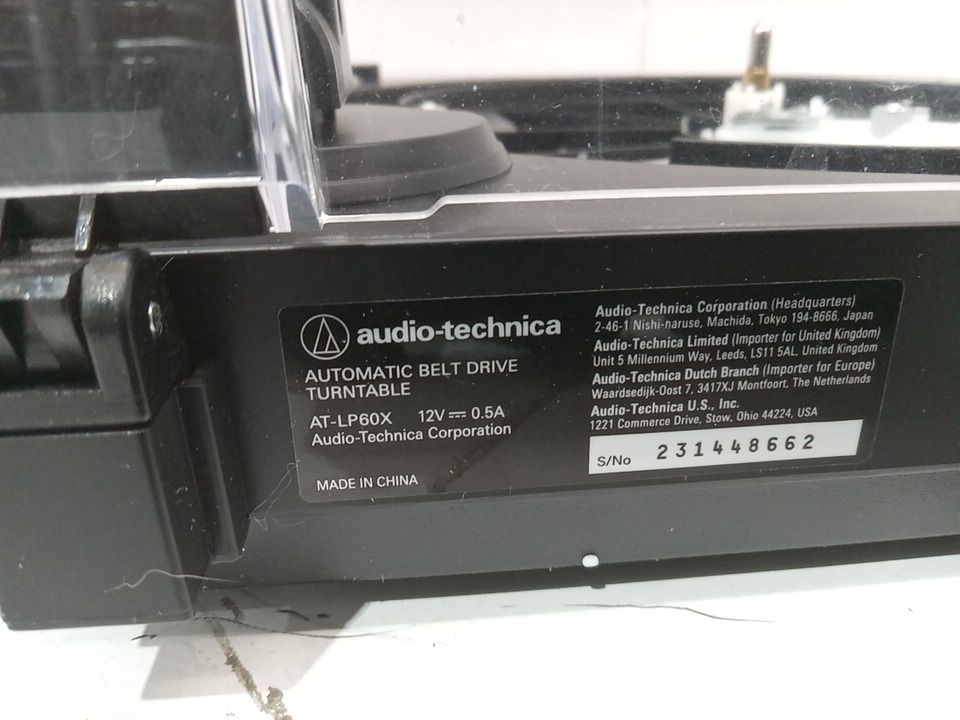 audio-technica
AUTOMATIC BELT DRIVE
TURNTABLE
AT-LP60X 12V⎓0.5A
Audio-Technica Corporation
MADE IN CHINA
Audio-Technica Corporation (Headquarters)
2-46-1 Nishi-naruse, Machida, Tokyo 194-8666, Japan
Audio-Technica Limited (Importer for United Kingdom)
Unit 5 Millennium Way, Leeds, LS11 5AL, United Kingdom
Audio-Technica Dutch Branch (Importer for Europe)
Waardsedijk-Oost 7, 3417XJ Montfoort, The Netherlands
Audio-Technica U.S., Inc.
1221 Commerce Drive, Stow, Ohio 44224, USA
S/No 231448662